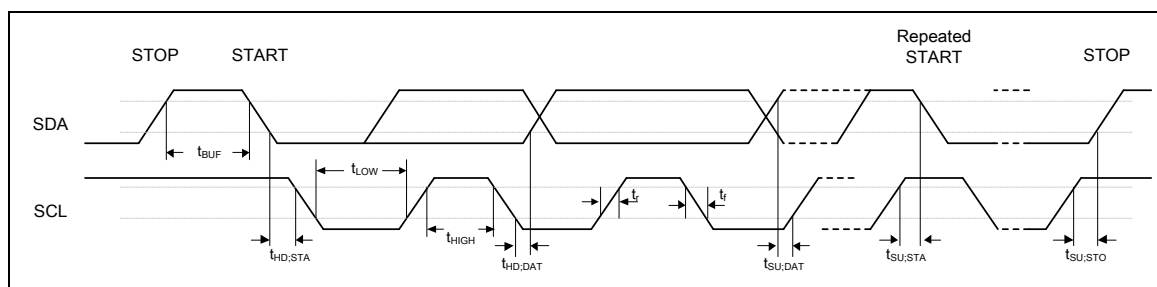 STOP
START
Repeated
START
STOP
SDA
tBUF
tLOW
SCL
tr
tf
tHIGH
tHD;STA
tHD;DAT
tSU;DAT
tSU;STA
tSU;STO